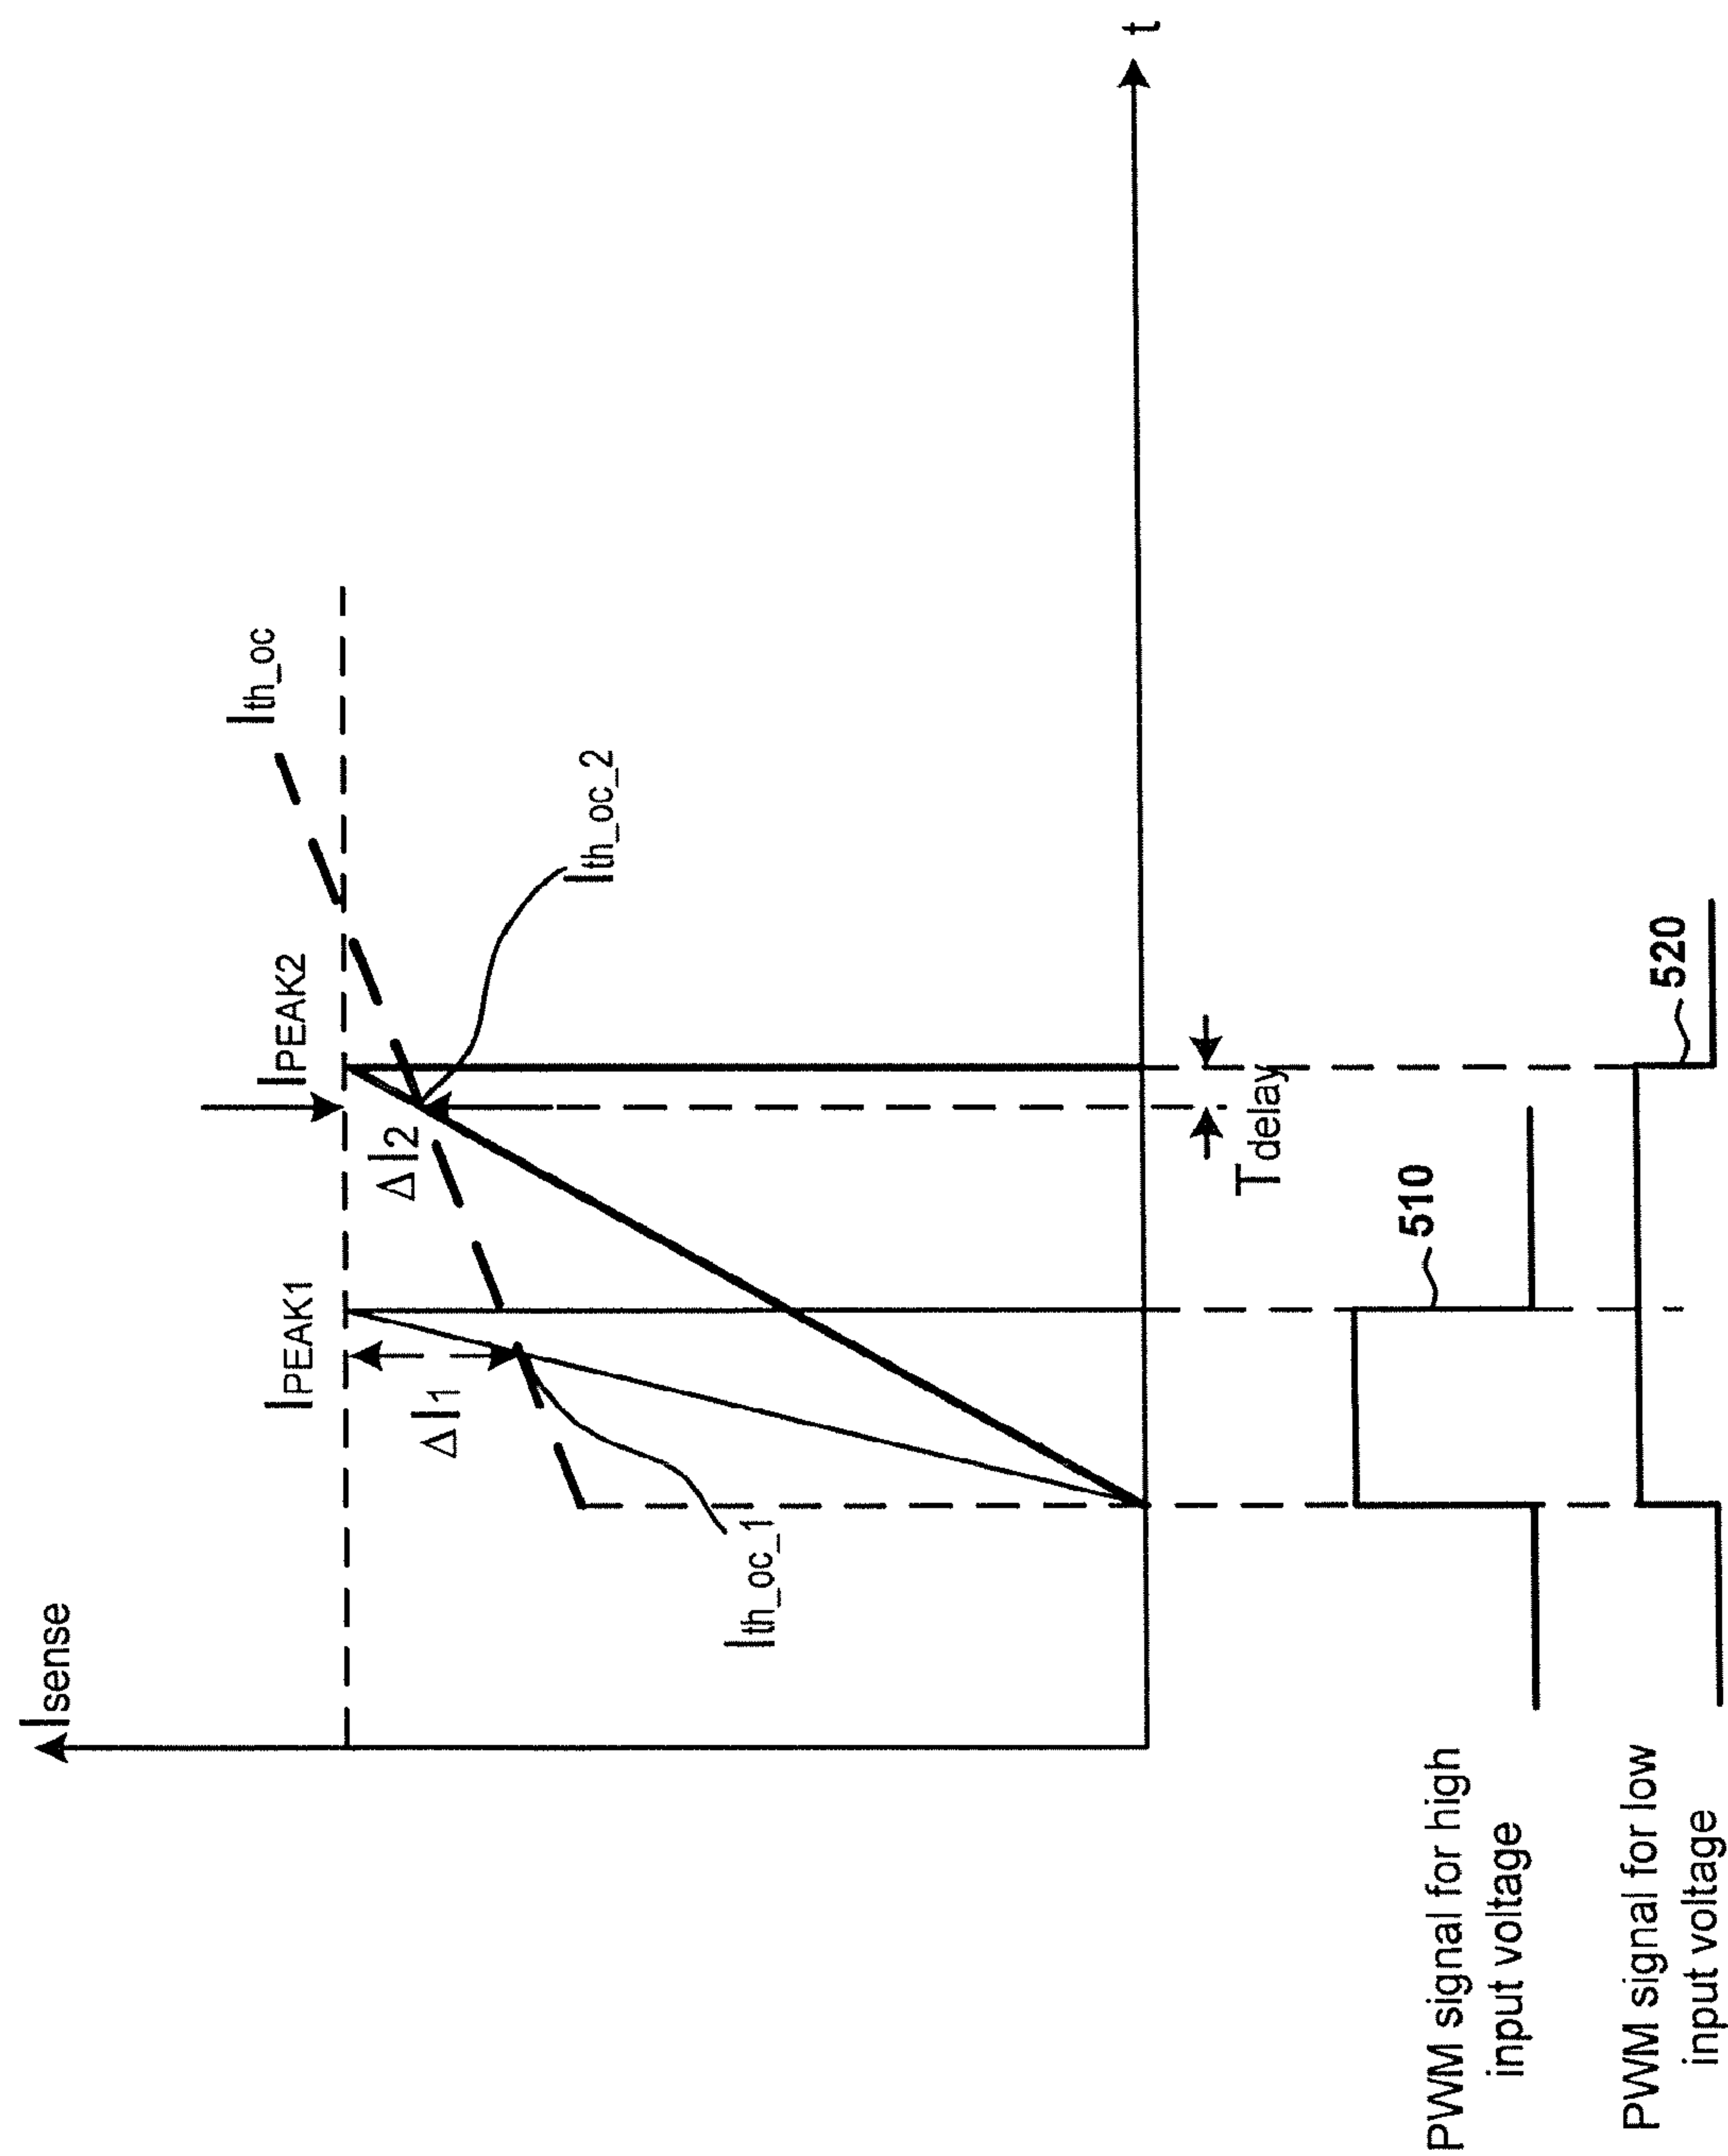 Isense
IPEAK1
IPEAK2
Ith_oc
ΔI1
ΔI2
Ith_oc_1
Ith_oc_2
t
Tdelay
PWM signal for high
input voltage
510
PWM signal for low
input voltage
520